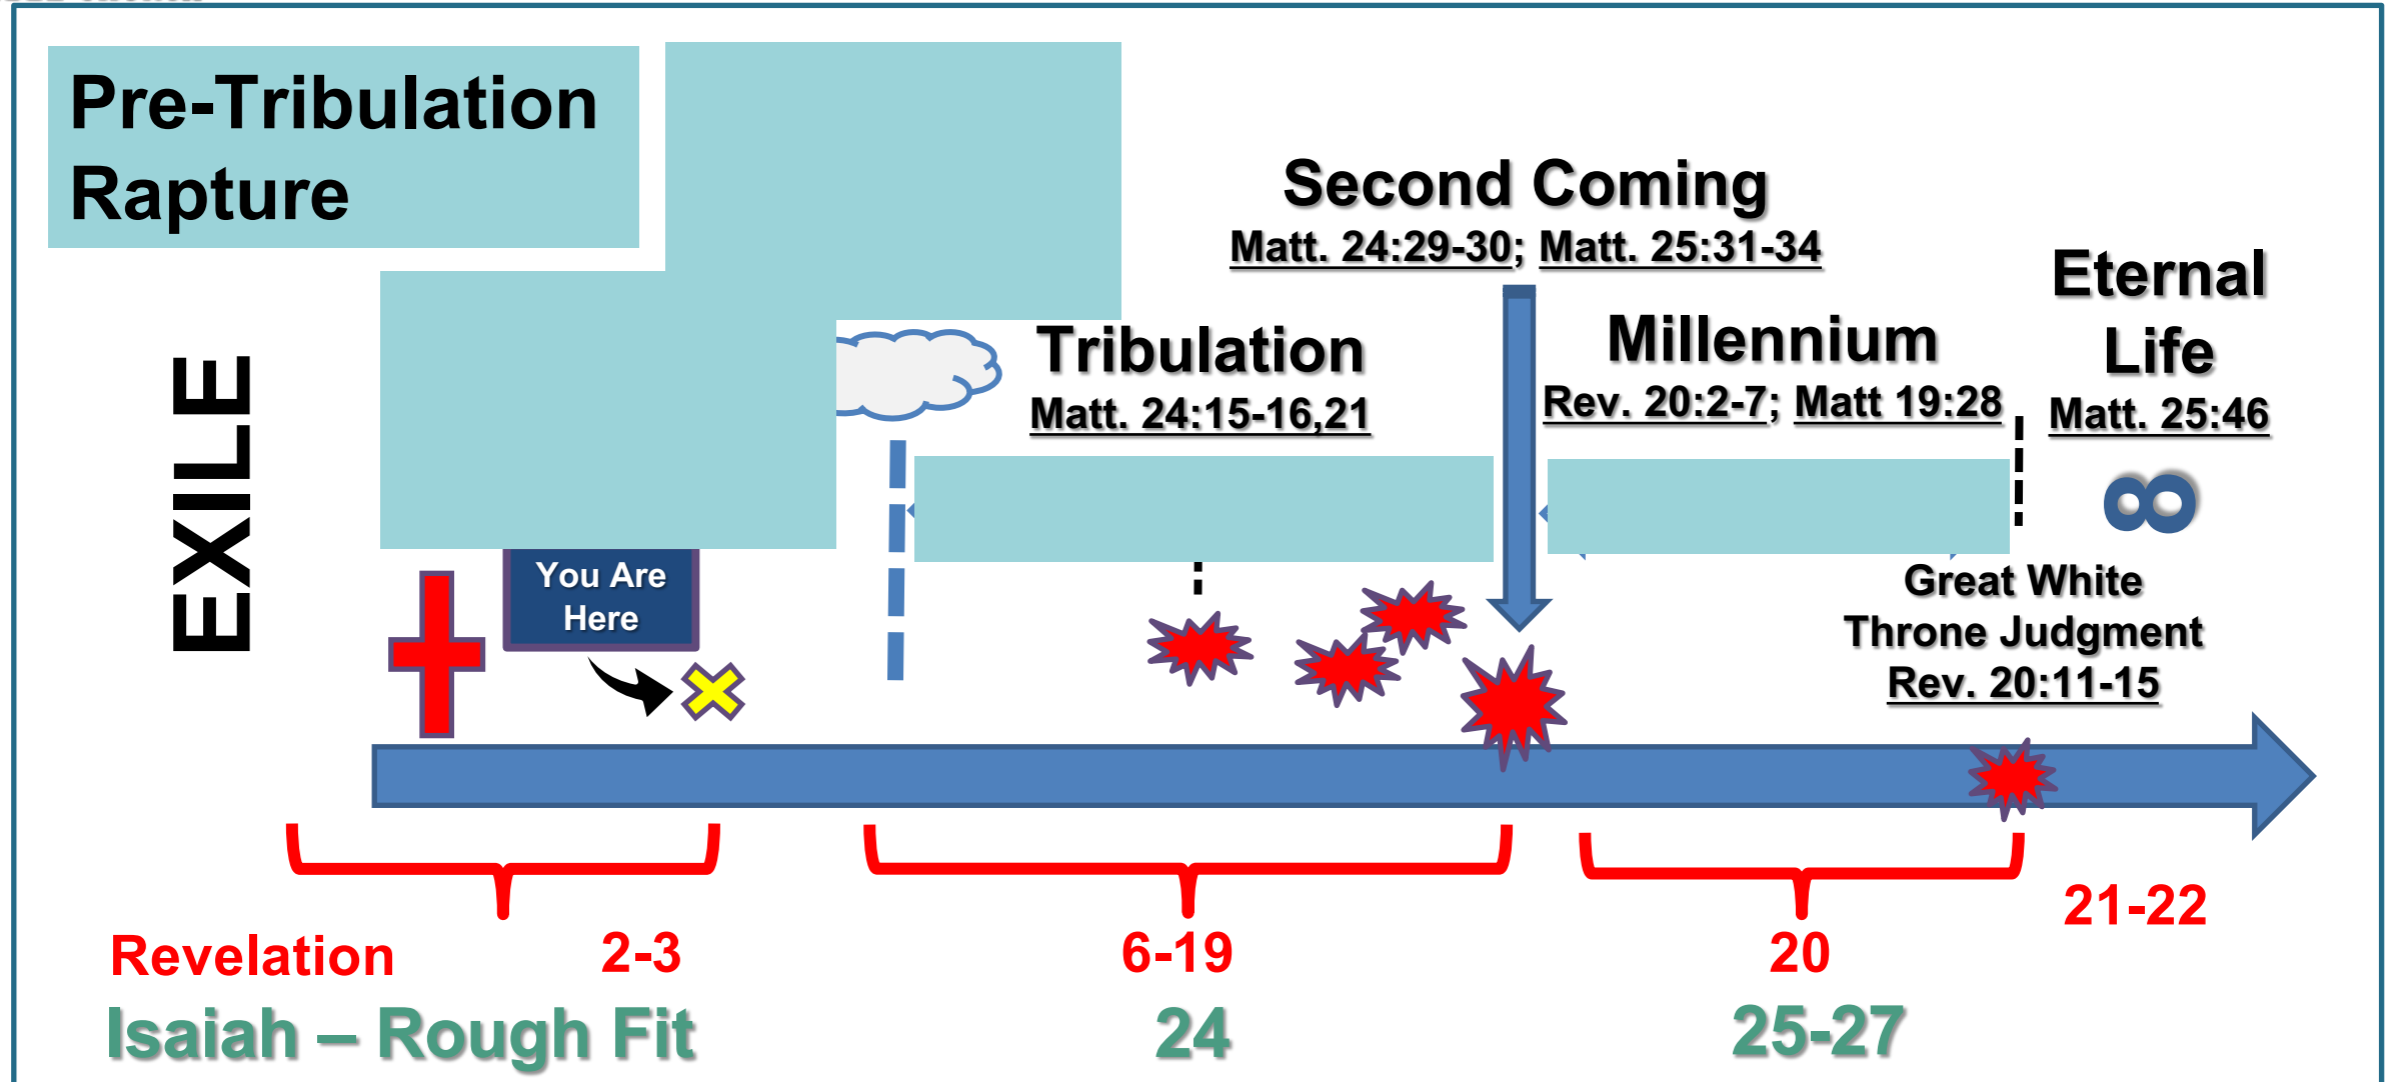 Pre-Tribulation
Rapture
Second Coming
Matt. 24:29-30; Matt. 25:31-34
Eternal
Life
Matt. 25:46
Millennium
Rev. 20:2-7; Matt 19:28
Tribulation
Matt. 24:15-16,21
EXILE
8
You Are
Here
Great White
Throne Judgment
Rev. 20:11-15
21-22
Revelation 2-3 6-19 20
Isaiah – Rough Fit 24 25-27